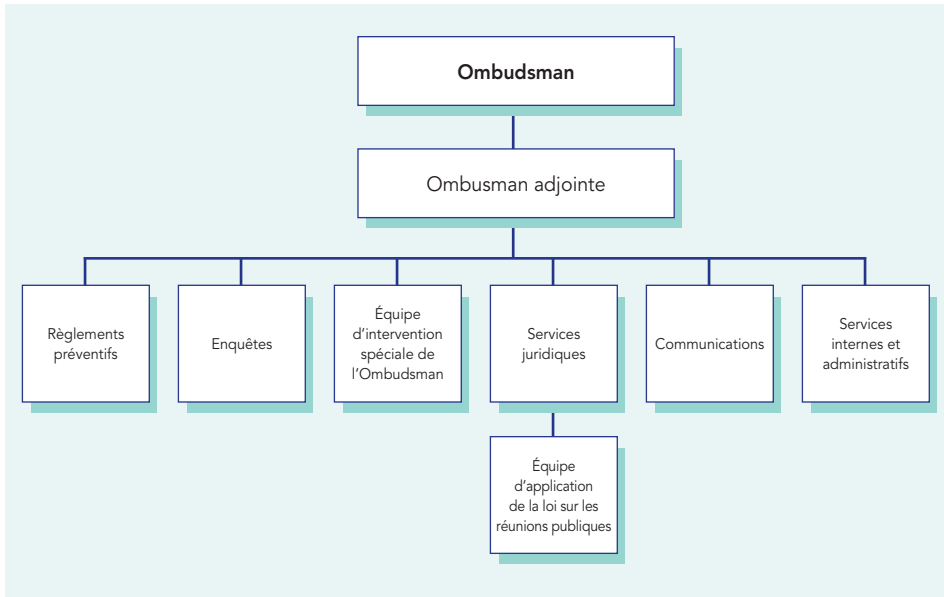 Ombudsman
Ombusman adjointe
Règlements
préventifs
Enquêtes
Équipe
d'intervention
spéciale de
l'Ombudsman
Services
juridiques
Communications
Services
internes et
administratifs
Équipe
d'application
de la loi sur les
réunions publiques